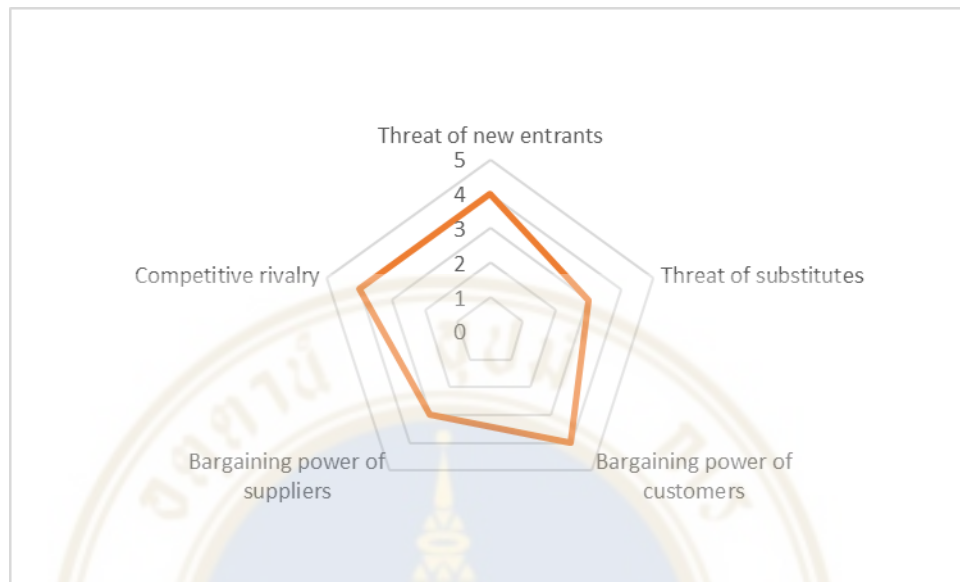 Threat of new entrants
5
4
3
2
1
0
Threat of substitutes
Competitive rivalry
Bargaining power of
suppliers
Bargaining power of
customers